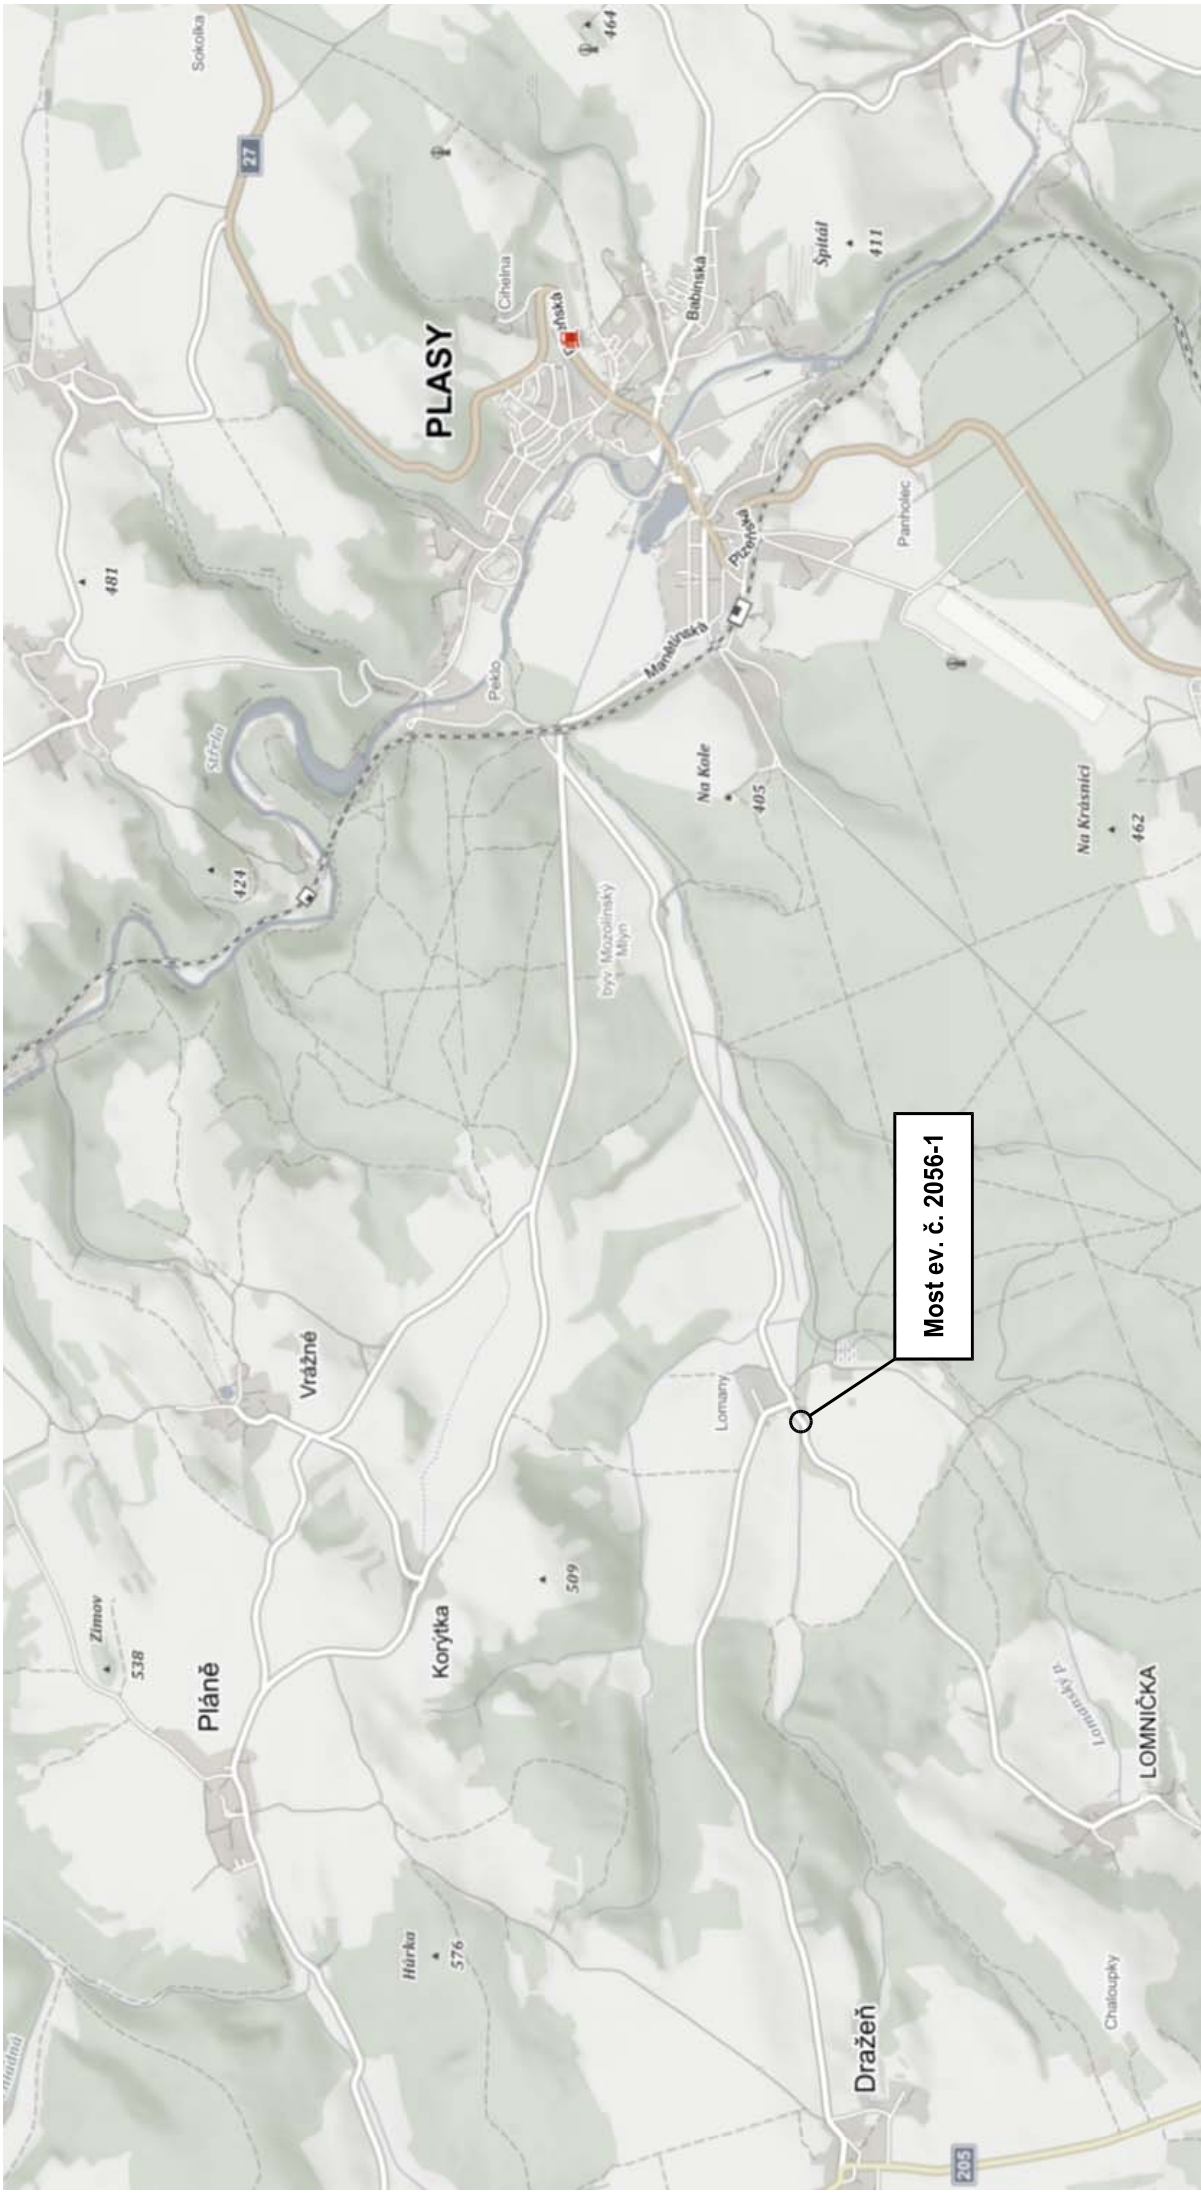 Zimov
538
481
Sokolka
Pláně
Střela
424
27
Vrážné
Hůrka
576
Korýtka
PLASY
Peklo
Cihelna
509
464
byv. Mozolínský
Mlýn
Manětínská
Babinská
Lomany
Na Kole
405
Plzeňská
Špitál
411
Dražeň
Panholec
Most ev. č. 2056-1
205
Lomanský p.
Na Krásnici
462
Chaloupky
LOMNIČKA